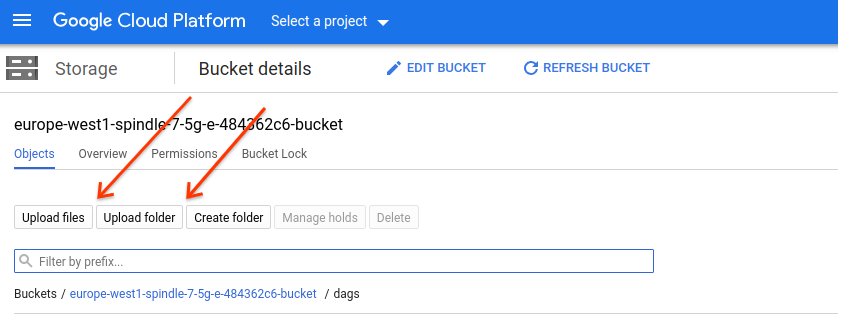 Google Cloud Platform Select a project
Storage Bucket details EDIT BUCKET REFRESH BUCKET
europe-west1-spindle-7-5g-e-484362c6-bucket
Objects Overview Permissions Bucket Lock
Upload files Upload folder Create folder Manage holds Delete
Filter by prefix...
Buckets / europe-west1-spindle-7-5g-e-484362c6-bucket / dags